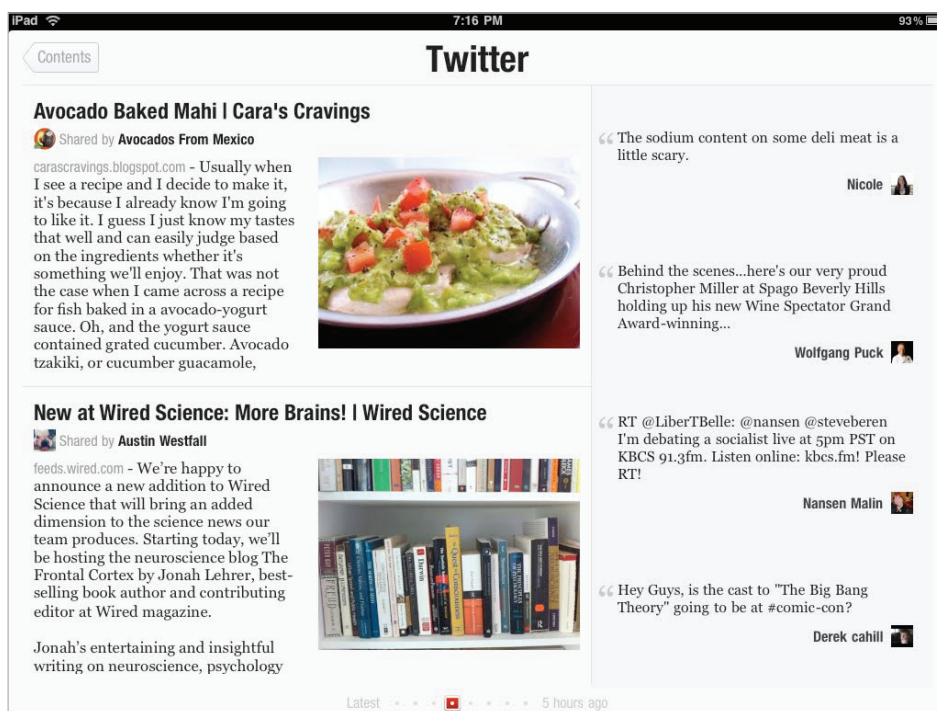 iPad 7:16 PM 93%
Contents
Twitter
Avocado Baked Mahi | Cara's Cravings
Shared by Avocados From Mexico
carascravings.blogspot.com - Usually when
I see a recipe and I decide to make it,
it's because I already know I'm going
to like it. I guess I just know my tastes
that well and can easily judge based
on the ingredients whether it's
something we'll enjoy. That was not
the case when I came across a recipe
for fish baked in a avocado-yogurt
sauce. Oh, and the yogurt sauce
contained grated cucumber. Avocado
tzakiki, or cucumber guacamole,
New at Wired Science: More Brains! | Wired Science
Shared by Austin Westfall
feeds.wired.com - We're happy to
announce a new addition to Wired
Science that will bring an added
dimension to the science news our
team produces. Starting today, we'll
be hosting the neuroscience blog The
Frontal Cortex by Jonah Lehrer, best-
selling book author and contributing
editor at Wired magazine.
Jonah's entertaining and insightful
writing on neuroscience, psychology
Darwin
“ The sodium content on some deli meat is a
little scary.
Nicole
“ Behind the scenes...here's our very proud
Christopher Miller at Spago Beverly Hills
holding up his new Wine Spectator Grand
Award-winning...
Wolfgang Puck
“ RT @LiberTBelle: @nansen @steveberen
I'm debating a socialist live at 5pm PST on
KBCS 91.3fm. Listen online: kbcs.fm! Please
RT!
Nansen Malin
“ Hey Guys, is the cast to "The Big Bang
Theory" going to be at #comic-con?
Derek cahill
Latest 5 hours ago